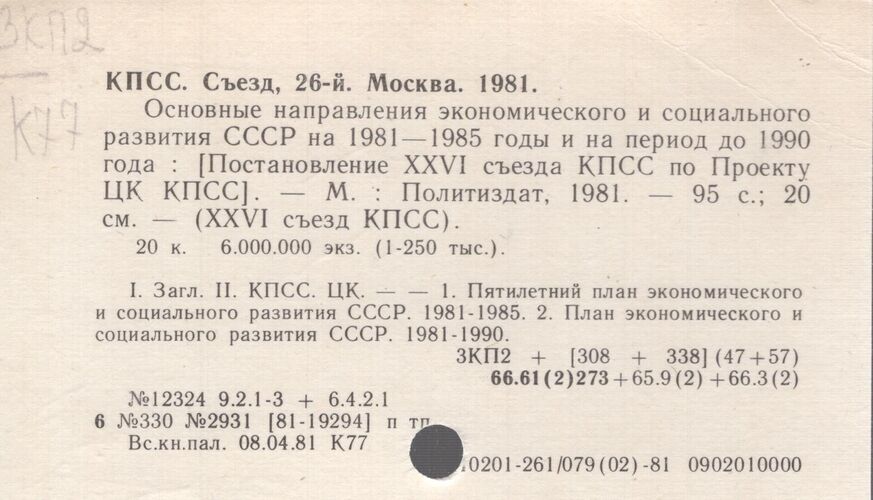 3КП2
К77
КПСС. Съезд, 26-й. Москва. 1981.
Основные направления экономического и социального
развития СССР на 1981—1985 годы и на период до 1990
года : [Постановление XXVI съезда КПСС по Проекту
ЦК КПСС]. — М. : Политиздат, 1981. — 95 с.; 20
см. — (XXVI съезд КПСС).
20 к. 6.000.000 экз. (1-250 тыс.).
I. Загл. II. КПСС. ЦК. — — 1. Пятилетний план экономического
и социального развития СССР. 1981-1985. 2. План экономического и
социального развития СССР. 1981-1990.
3КП2 + [308 + 338] (47+57)
66.61(2)273+65.9(2)+66.3(2)
№12324 9.2.1-3 + 6.4.2.1
6 №330 №2931 [81-19294] п тп
Вс.кн.пал. 08.04.81 К77
0201-261/079(02)-81 0902010000